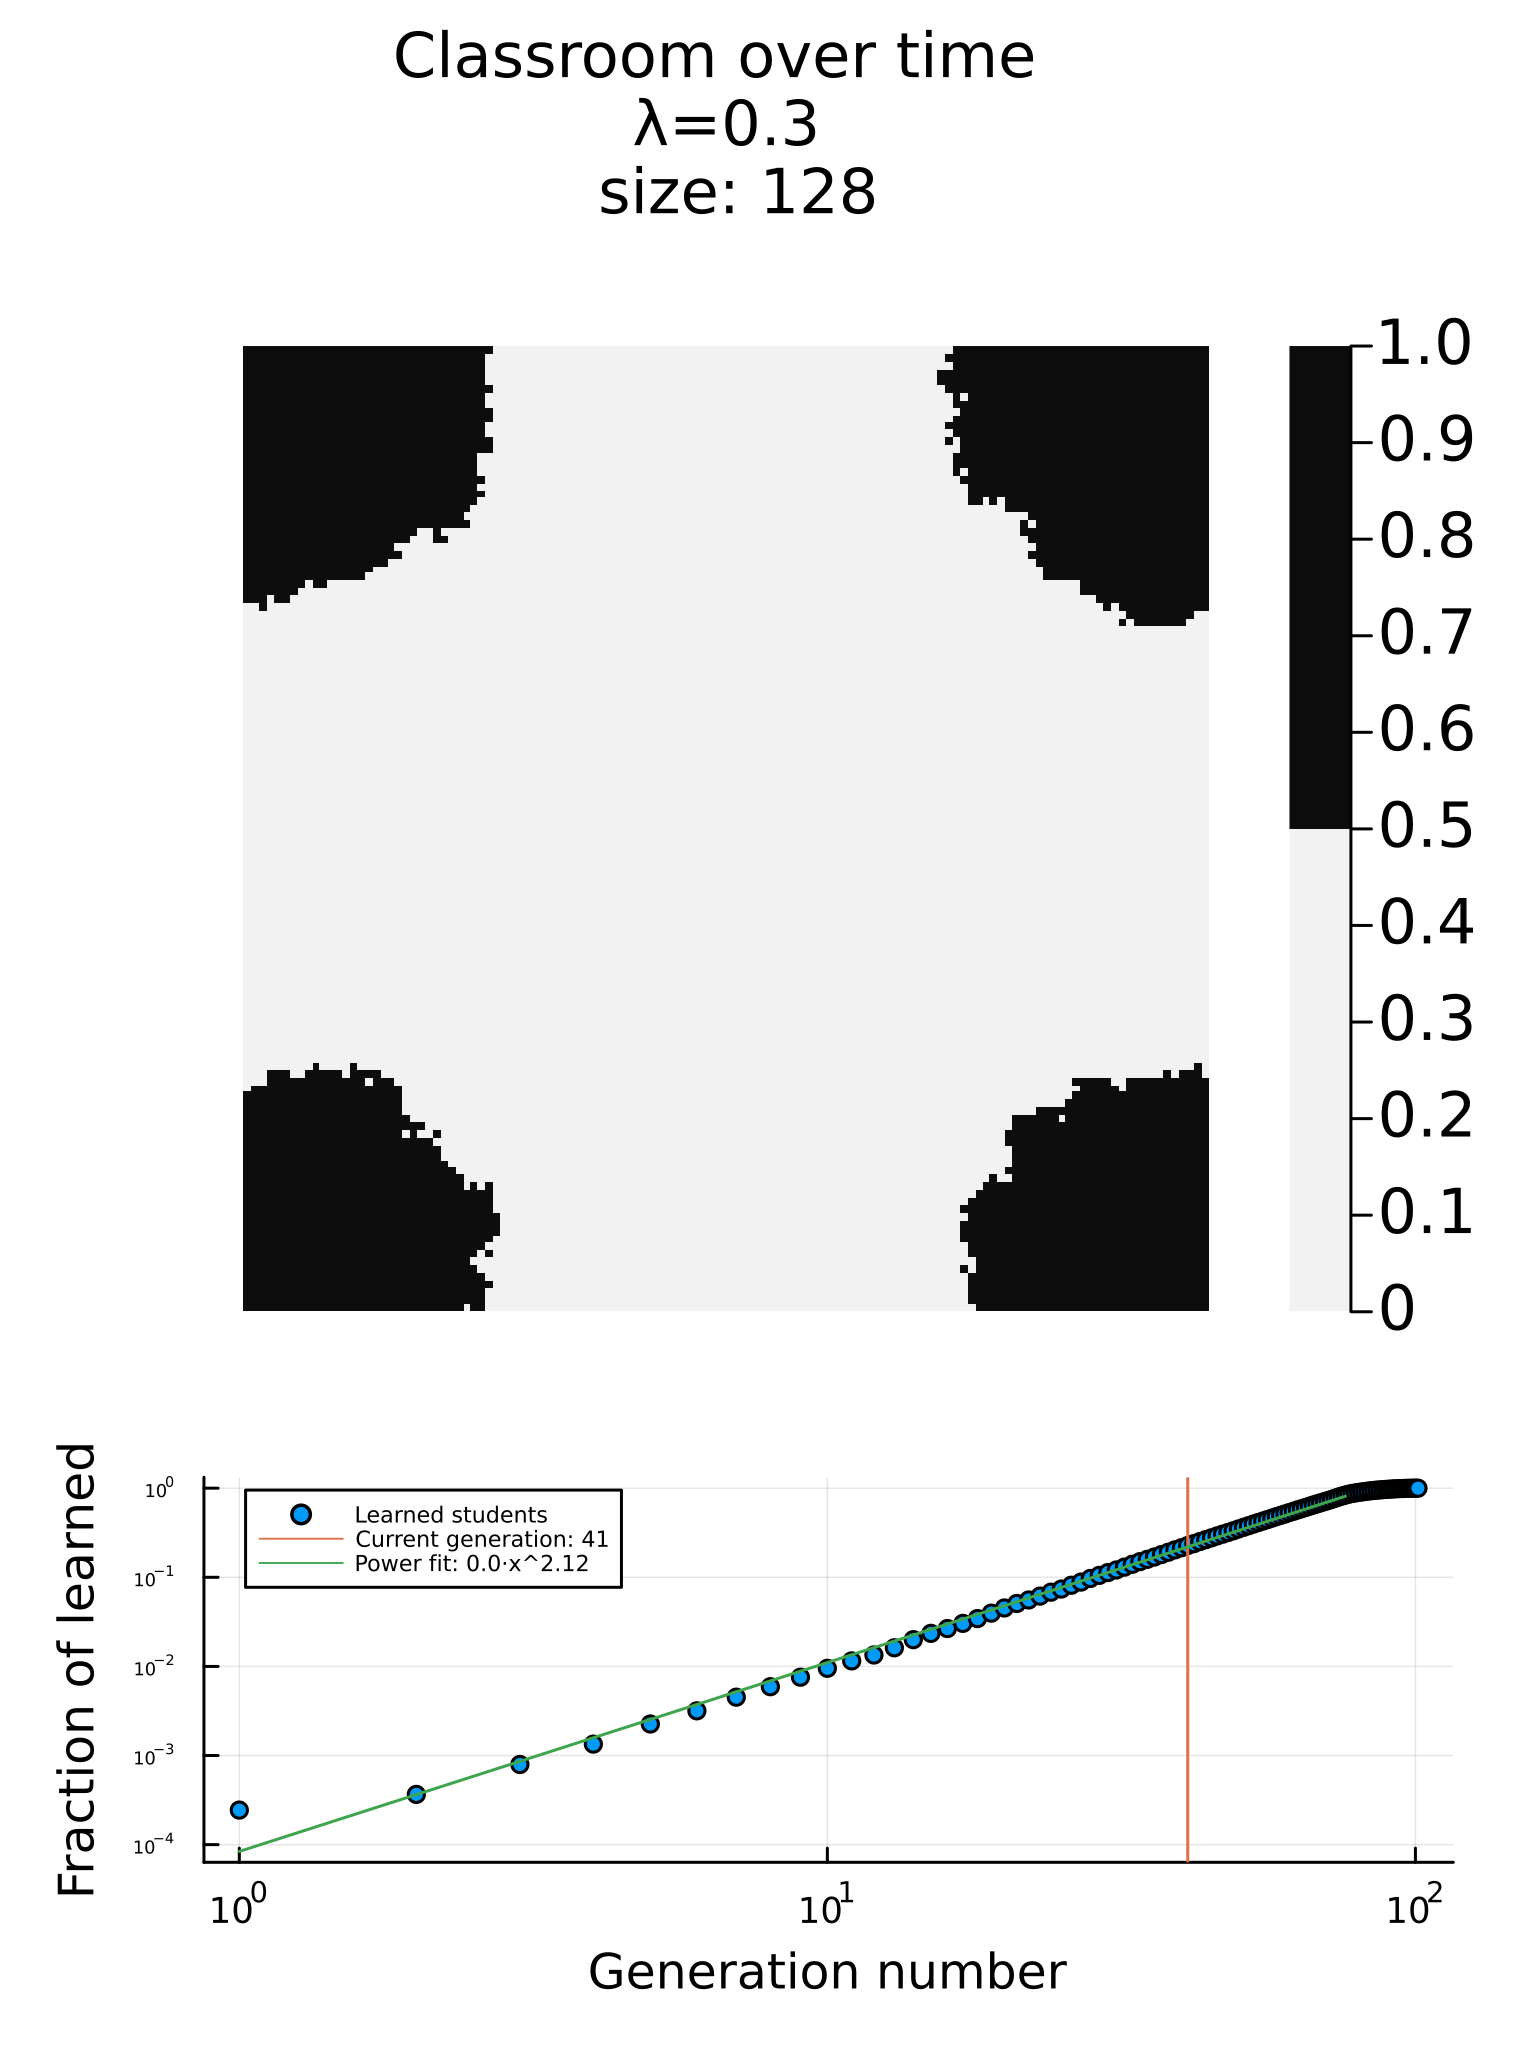 Classroom over time
λ=0.3
size: 128
1.0
0.9
0.8
0.7
0.6
0.5
0.4
0.3
0.2
0.1
0
Fraction of learned
10^0
10^-1
10^-2
10^-3
10^-4
Learned students
Current generation: 41
Power fit: 0.0·x^2.12
10^0 10^1 10^2
Generation number